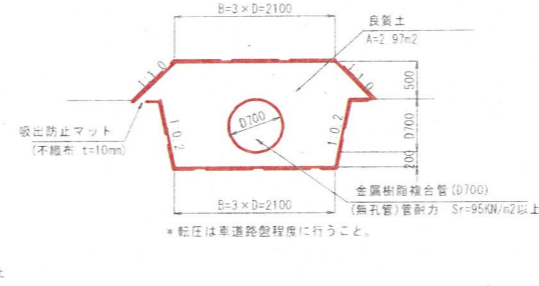 B=3×D=2100
良質土
A=2.97m2
1:1.0
1:1.0
500
吸出防止マット
(不織布 t=10mm)
1:0.2
D700
1:0.2
D700
200
金属樹脂複合管(D700)
(無孔管)管耐力 Sr=95KN/m2以上
B=3×D=2100
*転圧は車道路盤程度に行うこと。